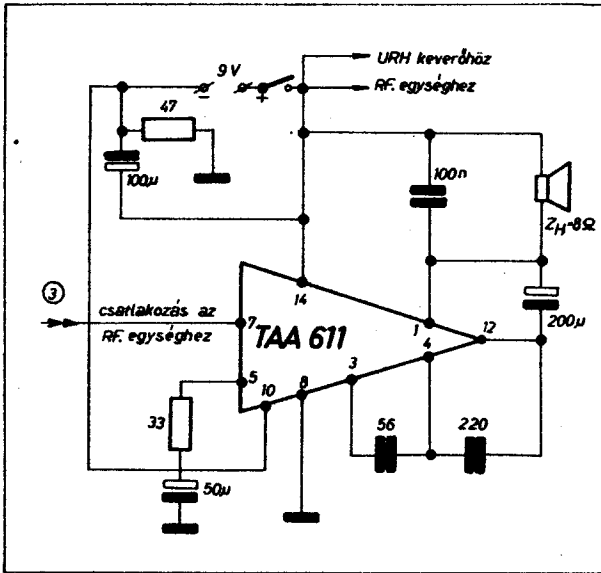 9 V
URH keverőhöz
RF. egységhez
-
+
47
100µ
100n
Z_H=8Ω
14
3
csatlakozás az
RF. egységhez
7
TAA 611
1
12
200µ
5
10
8
3
4
33
56
220
50µ